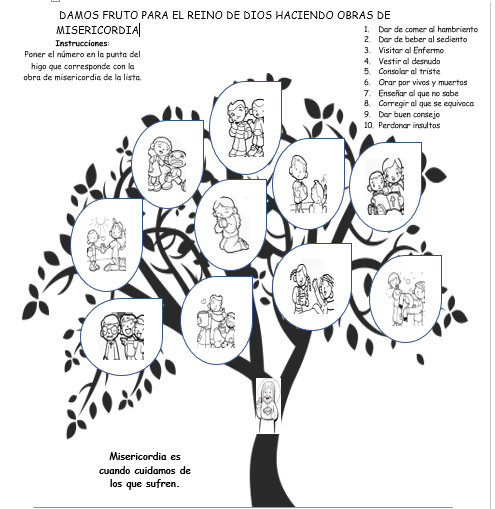 DAMOS FRUTO PARA EL REINO DE DIOS HACIENDO OBRAS DE
MISERICORDIA
Instrucciones:
Poner el número en la punta del
higo que corresponde con la
obra de misericordia de la lista.
1. Dar de comer al hambriento
2. Dar de beber al sediento
3. Visitar al Enfermo
4. Vestir al desnudo
5. Consolar al triste
6. Orar por vivos y muertos
7. Enseñar al que no sabe
8. Corregir al que se equivoca
9. Dar buen consejo
10. Perdonar insultos
Misericordia es
cuando cuidamos de
los que sufren.